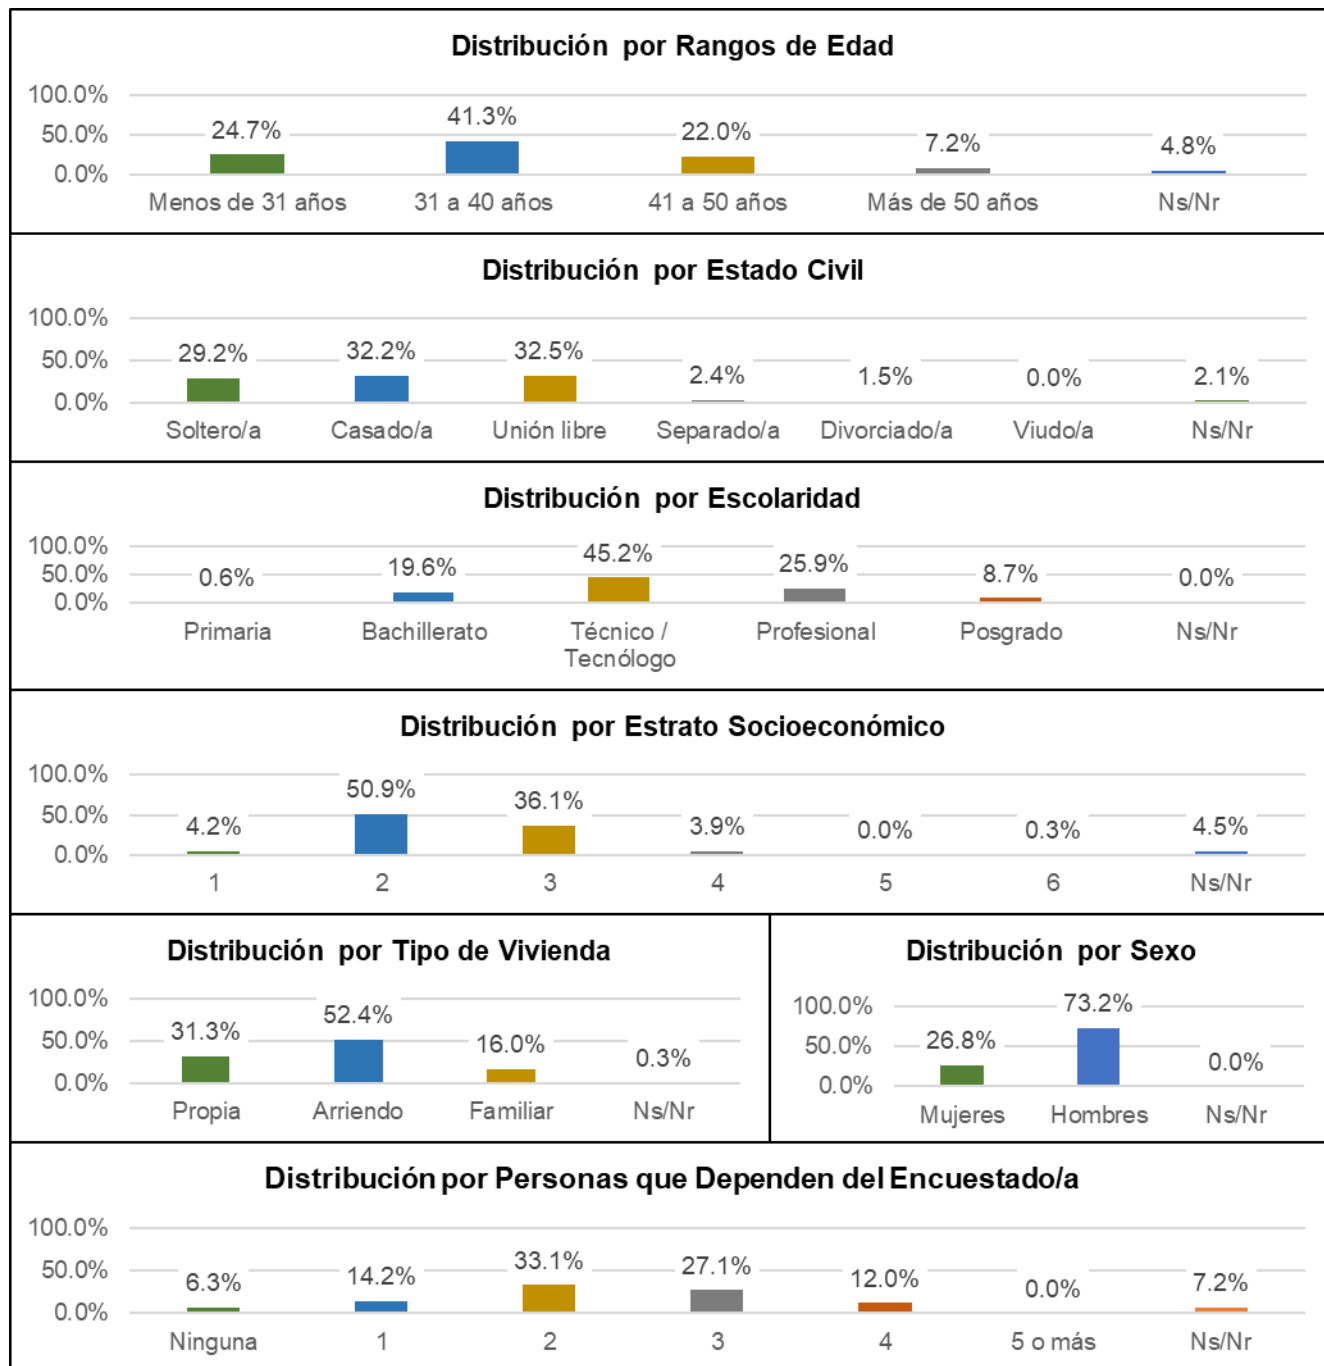 Distribución por Rangos de Edad
100.0%
50.0%
0.0%
24.7%
41.3%
22.0%
7.2%
4.8%
Menos de 31 años
31 a 40 años
41 a 50 años
Más de 50 años
Ns/Nr
Distribución por Estado Civil
100.0%
50.0%
0.0%
29.2%
32.2%
32.5%
2.4%
1.5%
0.0%
2.1%
Soltero/a
Casado/a
Unión libre
Separado/a
Divorciado/a
Viudo/a
Ns/Nr
Distribución por Escolaridad
100.0%
50.0%
0.0%
0.6%
19.6%
45.2%
25.9%
8.7%
0.0%
Primaria
Bachillerato
Técnico /
Tecnólogo
Profesional
Posgrado
Ns/Nr
Distribución por Estrato Socioeconómico
100.0%
50.0%
0.0%
4.2%
50.9%
36.1%
3.9%
0.0%
0.3%
4.5%
1
2
3
4
5
6
Ns/Nr
Distribución por Tipo de Vivienda
100.0%
50.0%
0.0%
31.3%
52.4%
16.0%
0.3%
Propia
Arriendo
Familiar
Ns/Nr
Distribución por Sexo
100.0%
50.0%
0.0%
26.8%
73.2%
0.0%
Mujeres
Hombres
Ns/Nr
Distribución por Personas que Dependen del Encuestado/a
100.0%
50.0%
0.0%
6.3%
14.2%
33.1%
27.1%
12.0%
0.0%
7.2%
Ninguna
1
2
3
4
5 o más
Ns/Nr